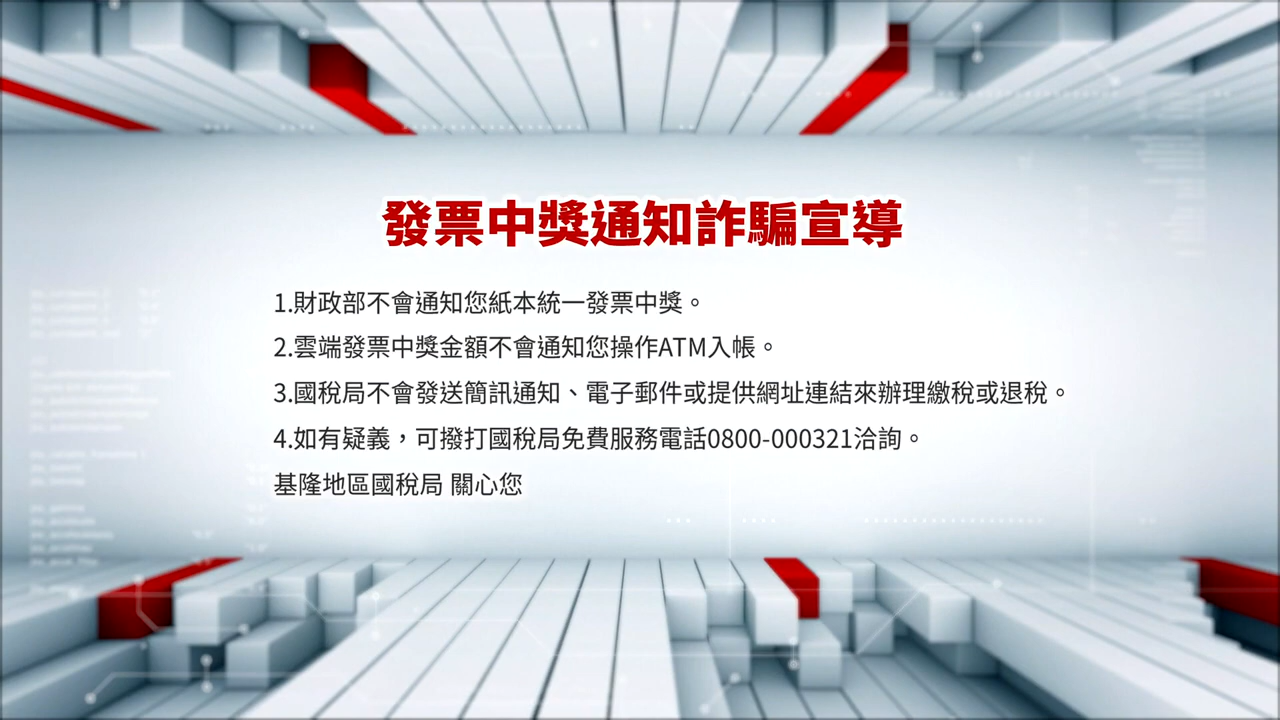 發票中獎通知詐騙宣導
1.財政部不會通知您紙本統一發票中獎。
2.雲端發票中獎金額不會通知您操作ATM入帳。
3.國稅局不會發送簡訊通知、電子郵件或提供網址連結來辦理繳稅或退稅。
4.如有疑義，可撥打國稅局免費服務電話0800-000321洽詢。
基隆地區國稅局 關心您